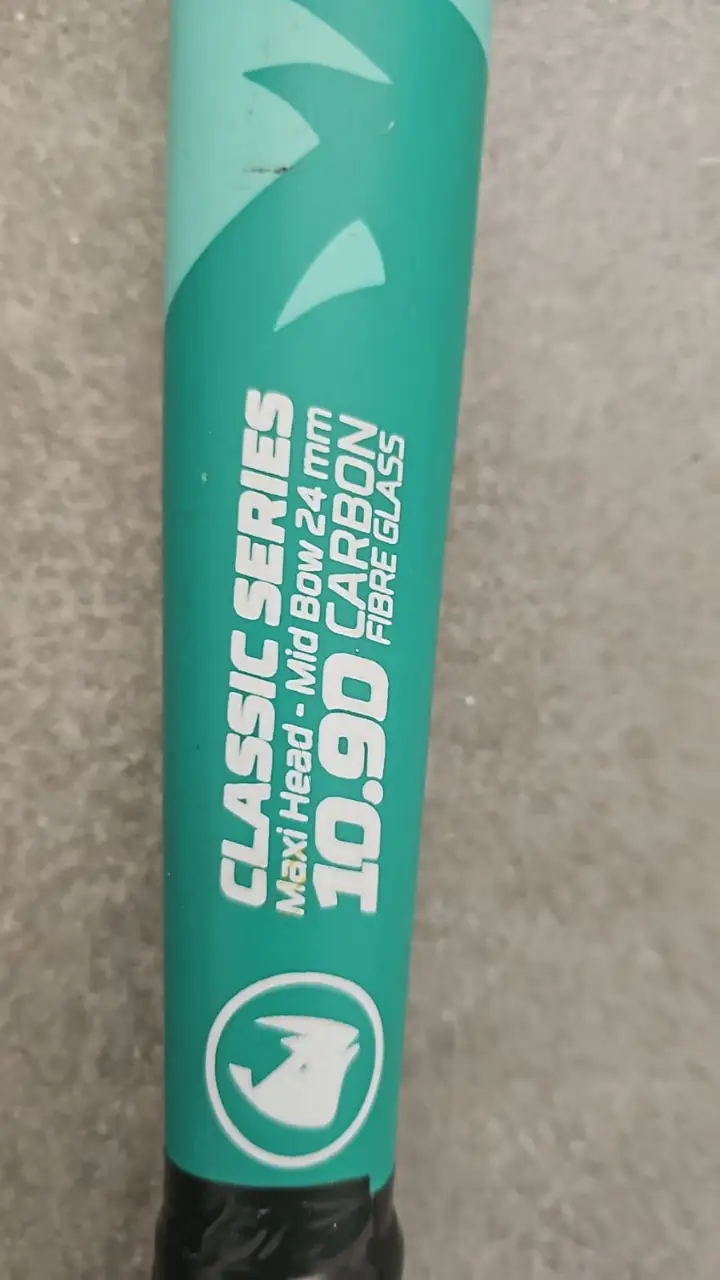 CLASSIC SERIES
Maxi Head - Mid Bow 24 mm
10.90 CARBON
FIBRE GLASS